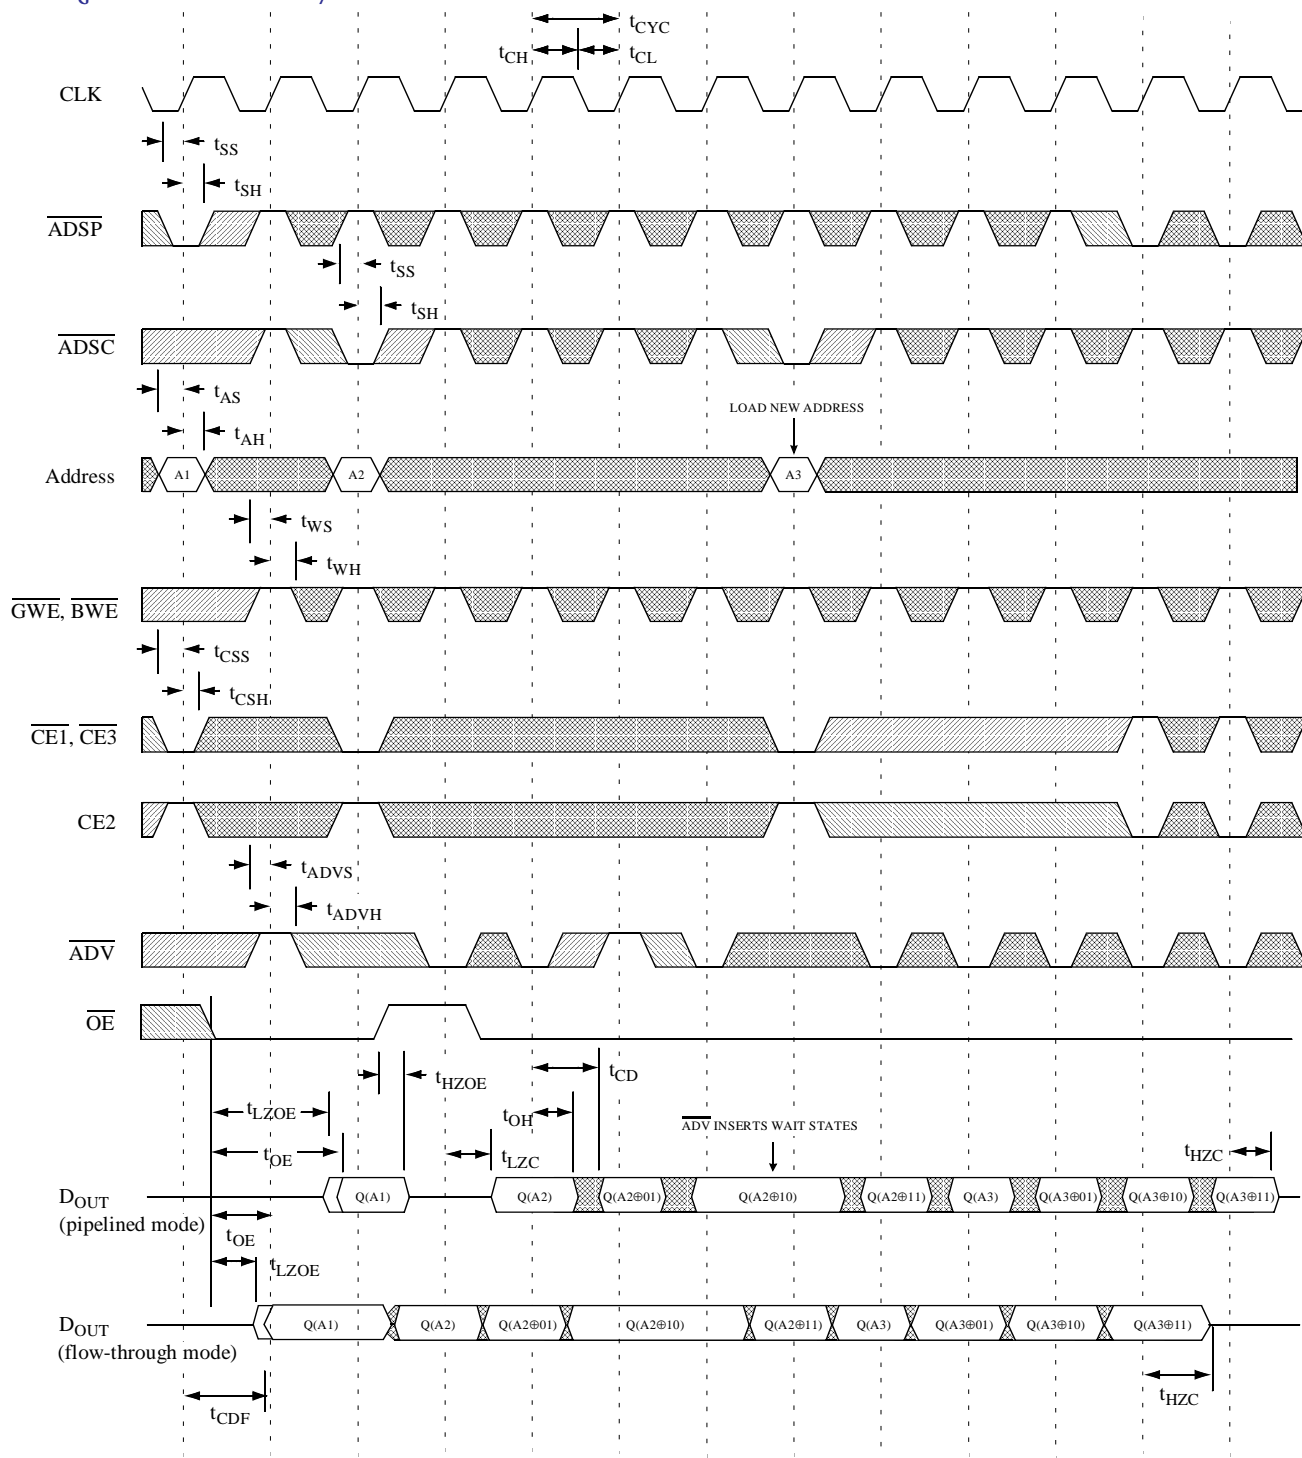 tCYC
tCH tCL
CLK
tSS
tSH
ADSP
tSS
tSH
ADSC
tAS
LOAD NEW ADDRESS
tAH
Address A1 A2 A3
tWS
tWH
GWE, BWE
tCSS
tCSH
CE1, CE3
CE2
tADVS
tADVH
ADV
OE
tHZOE tCD
tLZOE tOH
ADV INSERTS WAIT STATES
tOE tLZC tHZC
DOUT Q(A1) Q(A2) Q(A2⊕01) Q(A2⊕10) Q(A2⊕11) Q(A3) Q(A3⊕01) Q(A3⊕10) Q(A3⊕11)
(pipelined mode)
tOE
tLZOE
DOUT Q(A1) Q(A2) Q(A2⊕01) Q(A2⊕10) Q(A2⊕11) Q(A3) Q(A3⊕01) Q(A3⊕10) Q(A3⊕11)
(flow-through mode)
tHZC
tCDF